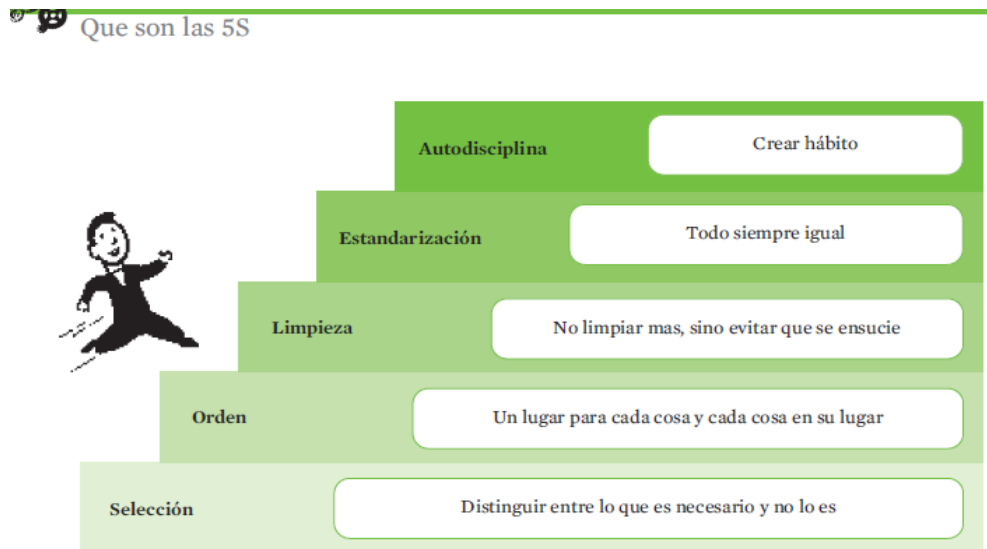 Que son las 5S
Autodisciplina
Crear hábito
Estandarización
Todo siempre igual
Limpieza
No limpiar mas, sino evitar que se ensucie
Orden
Un lugar para cada cosa y cada cosa en su lugar
Selección
Distinguir entre lo que es necesario y no lo es